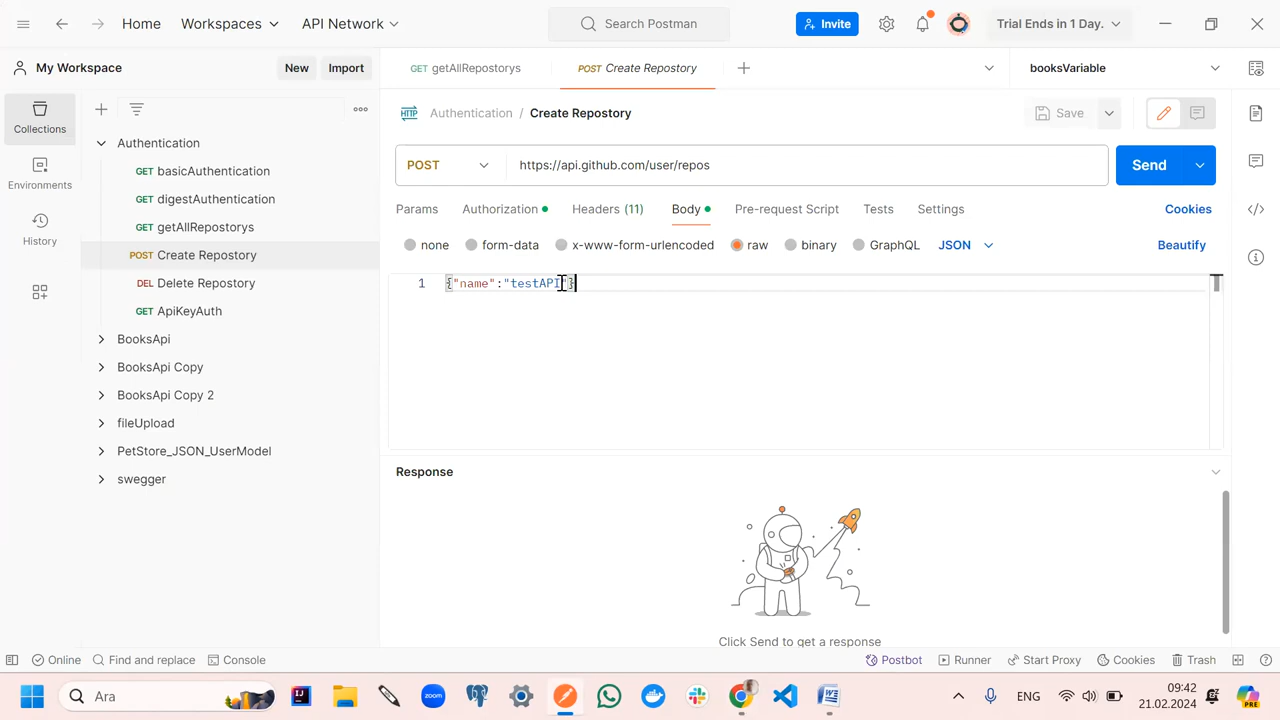 Home
Workspaces
API Network
Search Postman
Invite
Trial Ends in 1 Day.
My Workspace
New
Import
GET getAllRepostorys
POST Create Repostory
booksVariable
Collections
Environments
History
Authentication
GET basicAuthentication
GET digestAuthentication
GET getAllRepostorys
POST Create Repostory
DEL Delete Repostory
GET ApiKeyAuth
BooksApi
BooksApi Copy
BooksApi Copy 2
fileUpload
PetStore_JSON_UserModel
swegger
HTTP Authentication / Create Repostory
Save
POST https://api.github.com/user/repos
Send
Params Authorization Headers (11) Body Pre-request Script Tests Settings Cookies
none form-data x-www-form-urlencoded raw binary GraphQL JSON Beautify
1 {"name":"testAPI"}
Response
Click Send to get a response
Online Find and replace Console Postbot Runner Start Proxy Cookies Trash
Ara
zoom
ENG
09:42
21.02.2024
PRE